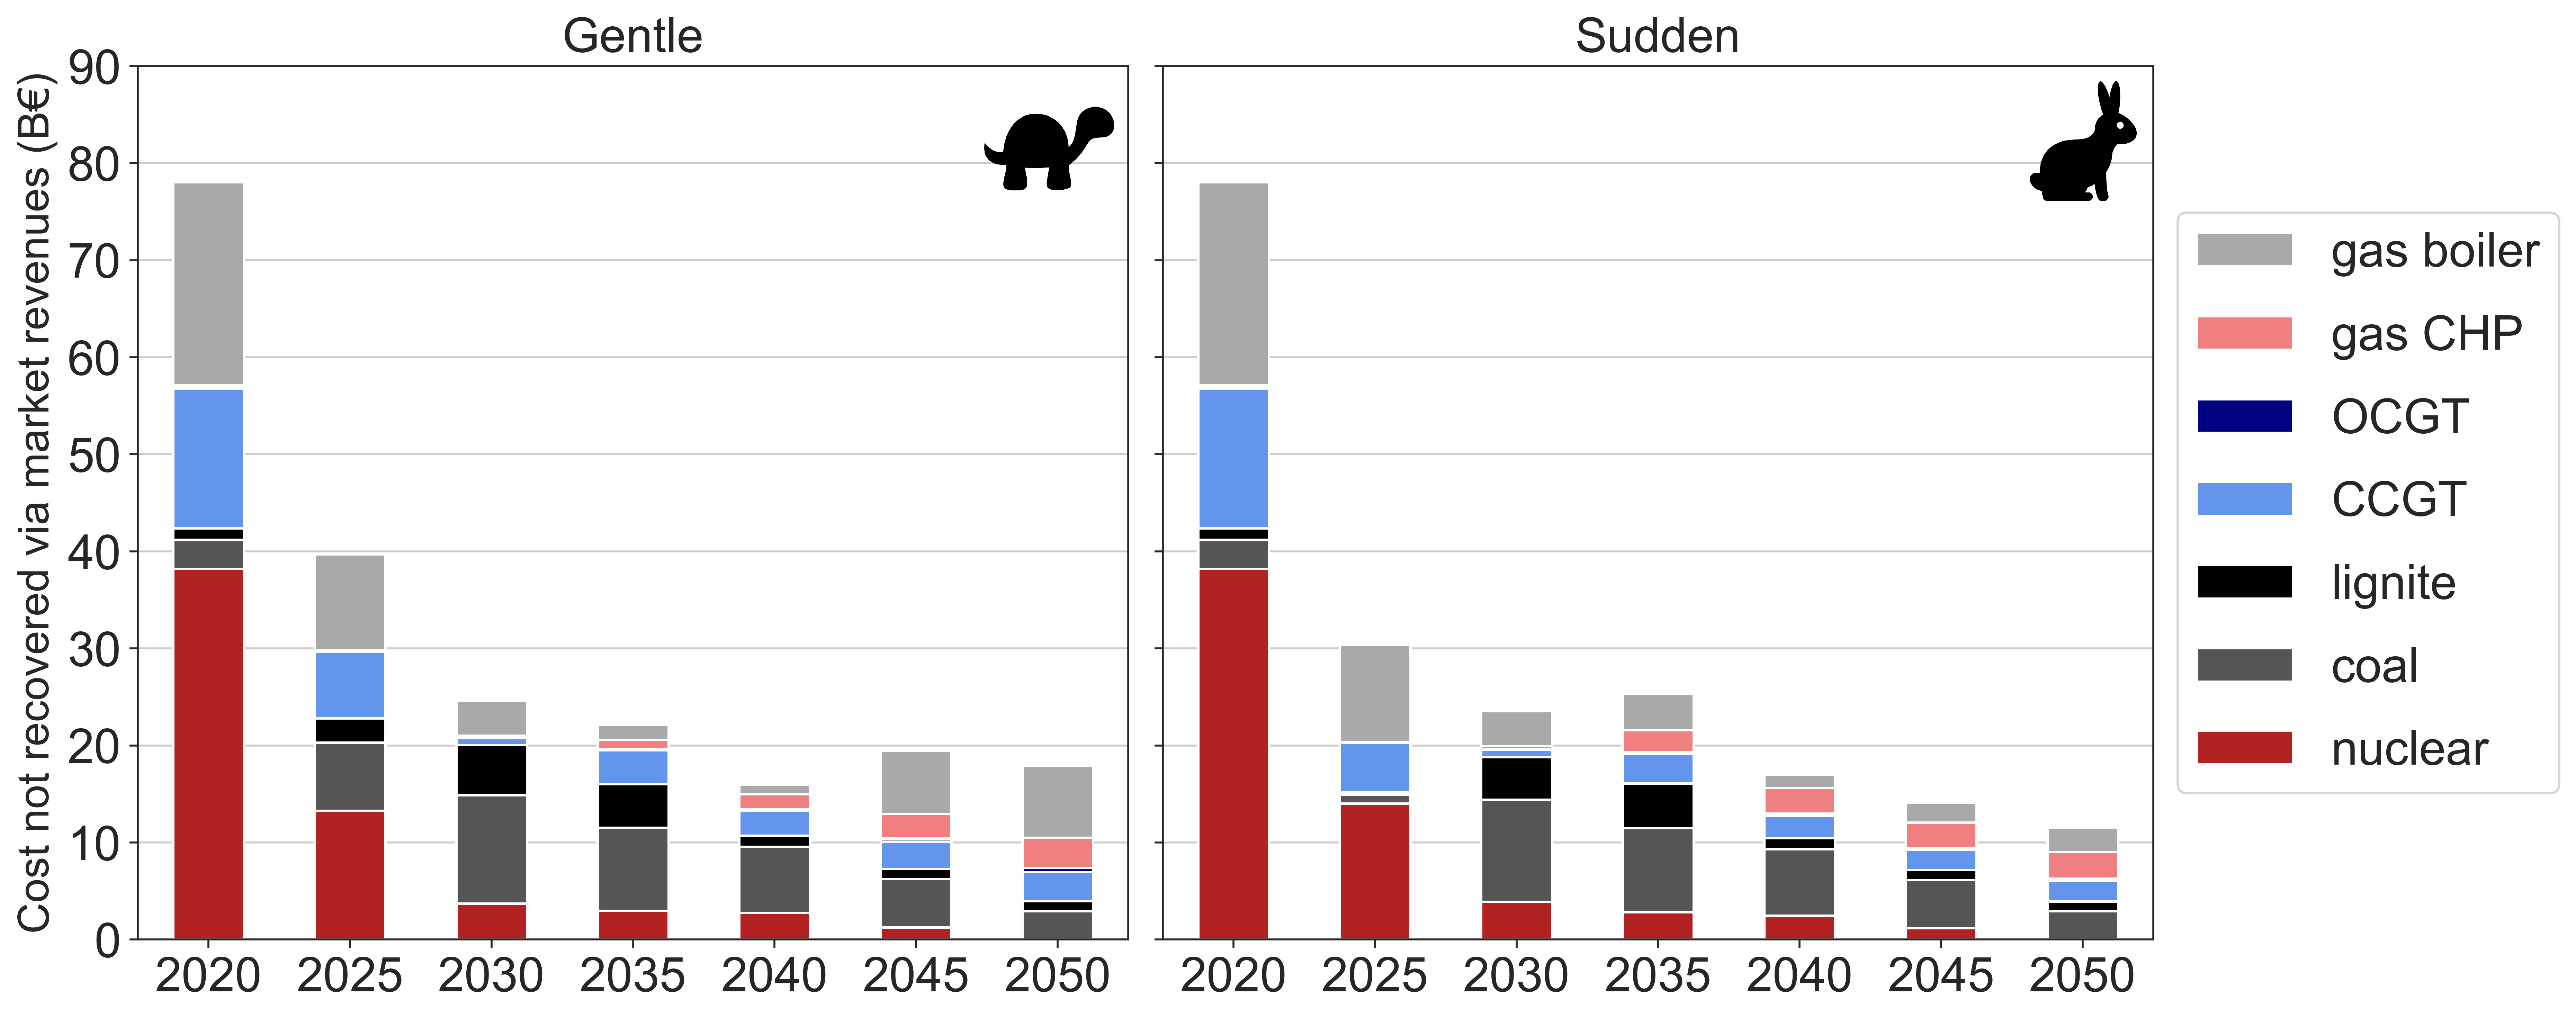 Gentle
Sudden
Cost not recovered via market revenues (B€)
90
80
70
60
50
40
30
20
10
0
2020 2025 2030 2035 2040 2045 2050
2020 2025 2030 2035 2040 2045 2050
gas boiler
gas CHP
OCGT
CCGT
lignite
coal
nuclear